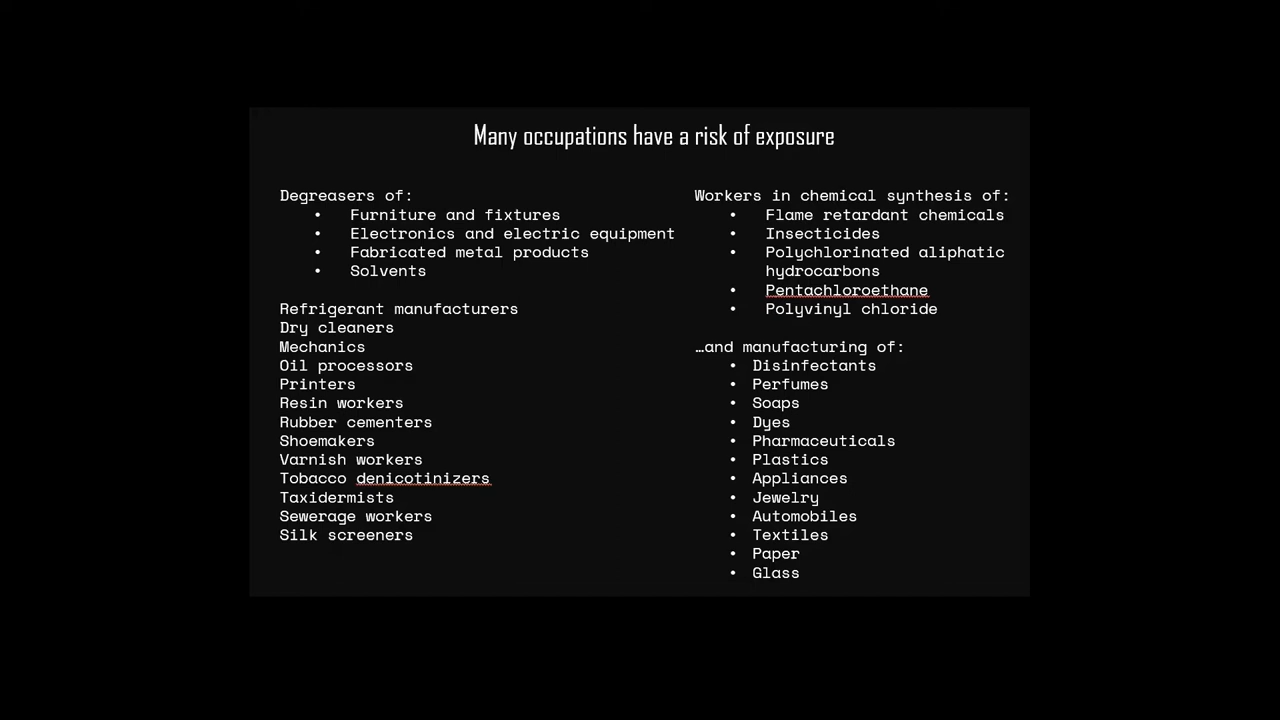 Many occupations have a risk of exposure
Degreasers of:
• Furniture and fixtures
• Electronics and electric equipment
• Fabricated metal products
• Solvents
Refrigerant manufacturers
Dry cleaners
Mechanics
Oil processors
Printers
Resin workers
Rubber cementers
Shoemakers
Varnish workers
Tobacco denicotinizers
Taxidermists
Sewerage workers
Silk screeners
Workers in chemical synthesis of:
• Flame retardant chemicals
• Insecticides
• Polychlorinated aliphatic
hydrocarbons
• Pentachloroethane
• Polyvinyl chloride
…and manufacturing of:
• Disinfectants
• Perfumes
• Soaps
• Dyes
• Pharmaceuticals
• Plastics
• Appliances
• Jewelry
• Automobiles
• Textiles
• Paper
• Glass